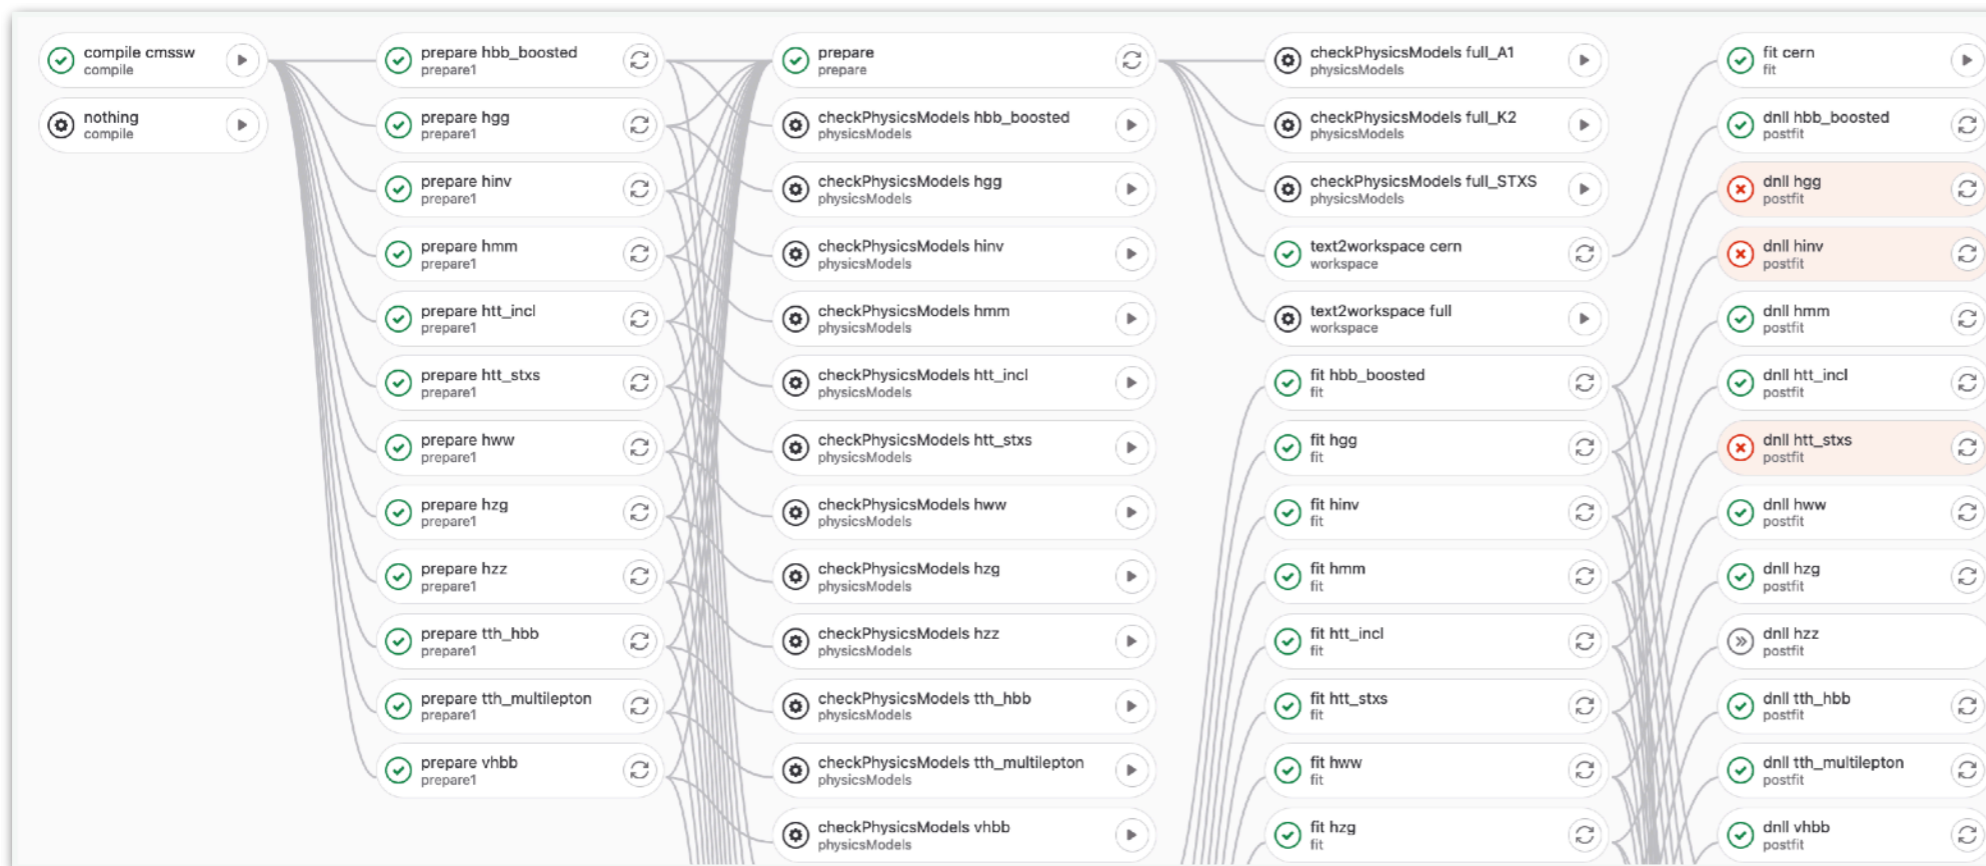 compile cmssw
compile
nothing
compile
prepare hbb_boosted
prepare1
prepare hgg
prepare1
prepare hinv
prepare1
prepare hmm
prepare1
prepare htt_incl
prepare1
prepare htt_stxs
prepare1
prepare hww
prepare1
prepare hzg
prepare1
prepare hzz
prepare1
prepare tth_hbb
prepare1
prepare tth_multilepton
prepare1
prepare vhbb
prepare1
prepare
prepare
checkPhysicsModels hbb_boosted
physicsModels
checkPhysicsModels hgg
physicsModels
checkPhysicsModels hinv
physicsModels
checkPhysicsModels hmm
physicsModels
checkPhysicsModels htt_incl
physicsModels
checkPhysicsModels htt_stxs
physicsModels
checkPhysicsModels hww
physicsModels
checkPhysicsModels hzg
physicsModels
checkPhysicsModels hzz
physicsModels
checkPhysicsModels tth_hbb
physicsModels
checkPhysicsModels tth_multilepton
physicsModels
checkPhysicsModels vhbb
physicsModels
checkPhysicsModels full_A1
physicsModels
checkPhysicsModels full_K2
physicsModels
checkPhysicsModels full_STXS
physicsModels
text2workspace cern
workspace
text2workspace full
workspace
fit hbb_boosted
fit
fit hgg
fit
fit hinv
fit
fit hmm
fit
fit htt_incl
fit
fit htt_stxs
fit
fit hww
fit
fit hzg
fit
fit cern
fit
dnll hbb_boosted
postfit
dnll hgg
postfit
dnll hinv
postfit
dnll hmm
postfit
dnll htt_incl
postfit
dnll htt_stxs
postfit
dnll hww
postfit
dnll hzg
postfit
dnll hzz
postfit
dnll tth_hbb
postfit
dnll tth_multilepton
postfit
dnll vhbb
postfit